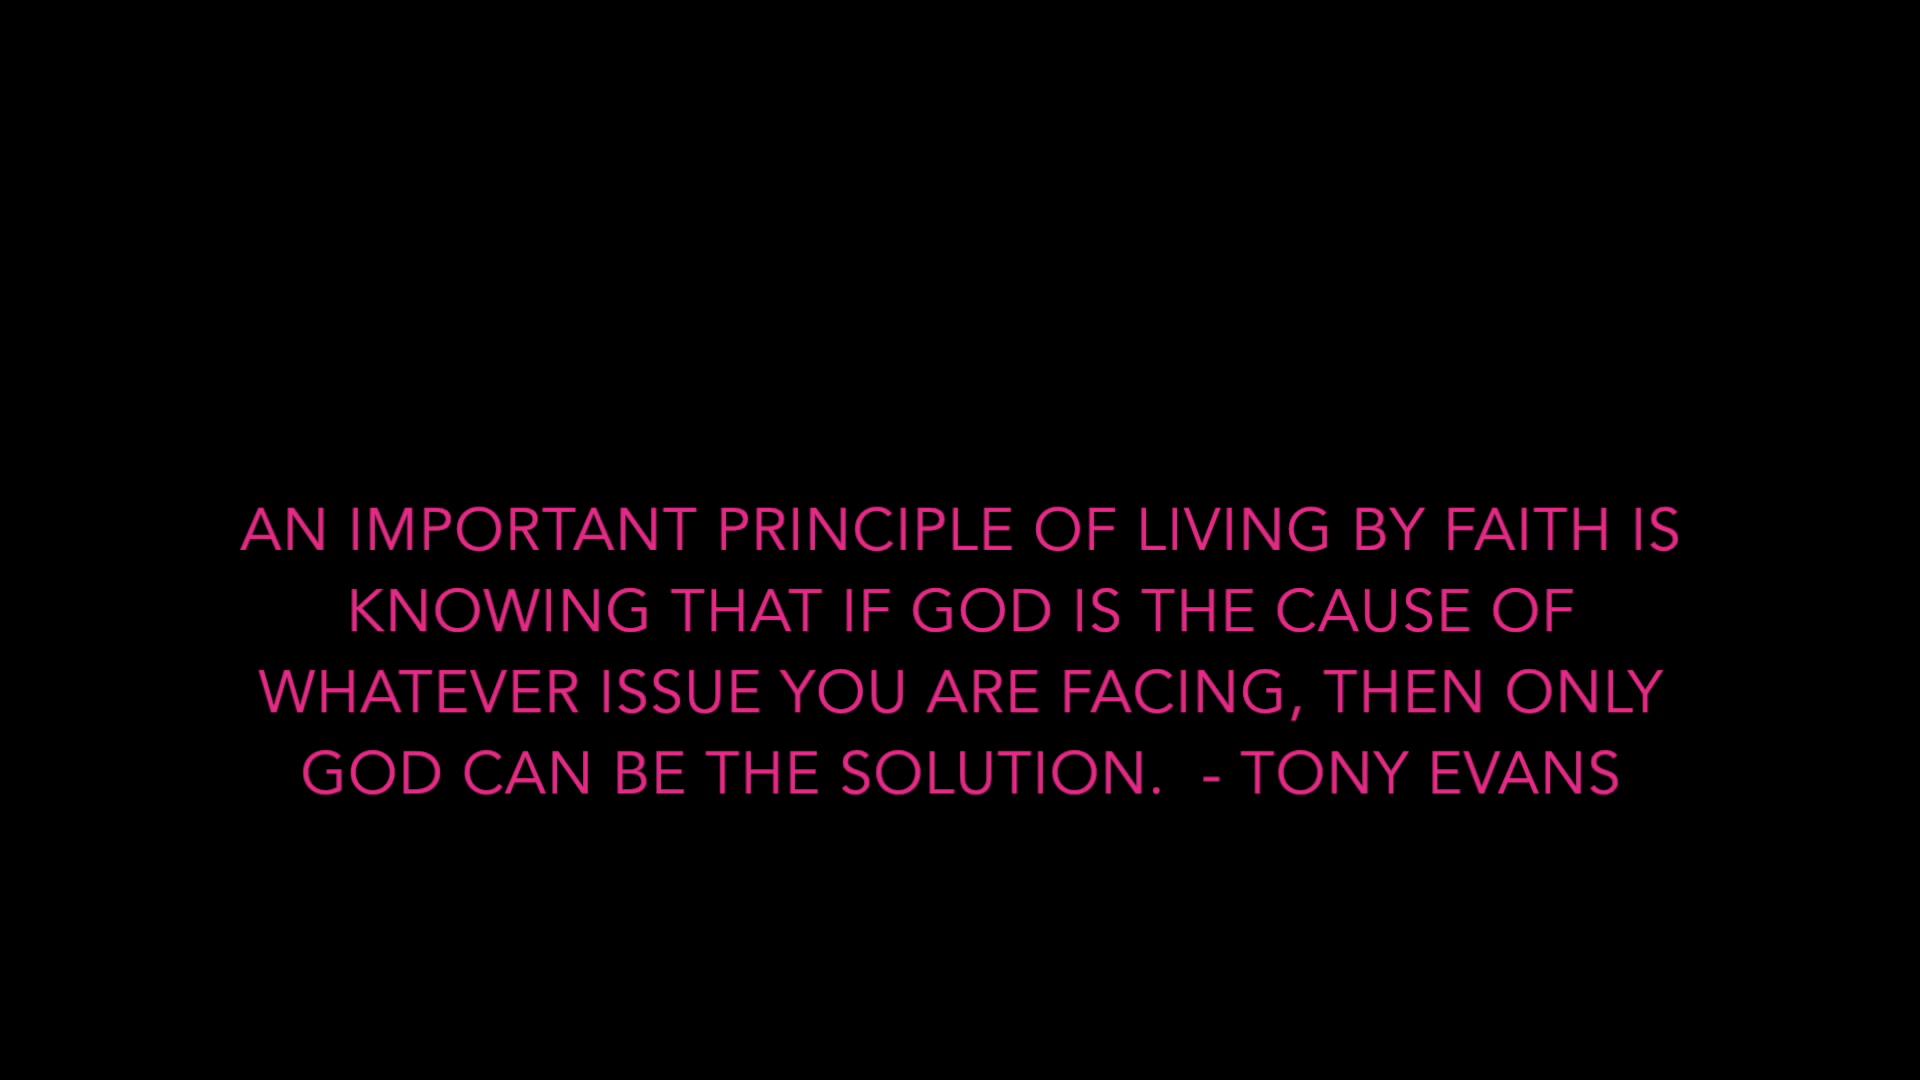 AN IMPORTANT PRINCIPLE OF LIVING BY FAITH IS
KNOWING THAT IF GOD IS THE CAUSE OF
WHATEVER ISSUE YOU ARE FACING, THEN ONLY
GOD CAN BE THE SOLUTION.  - TONY EVANS